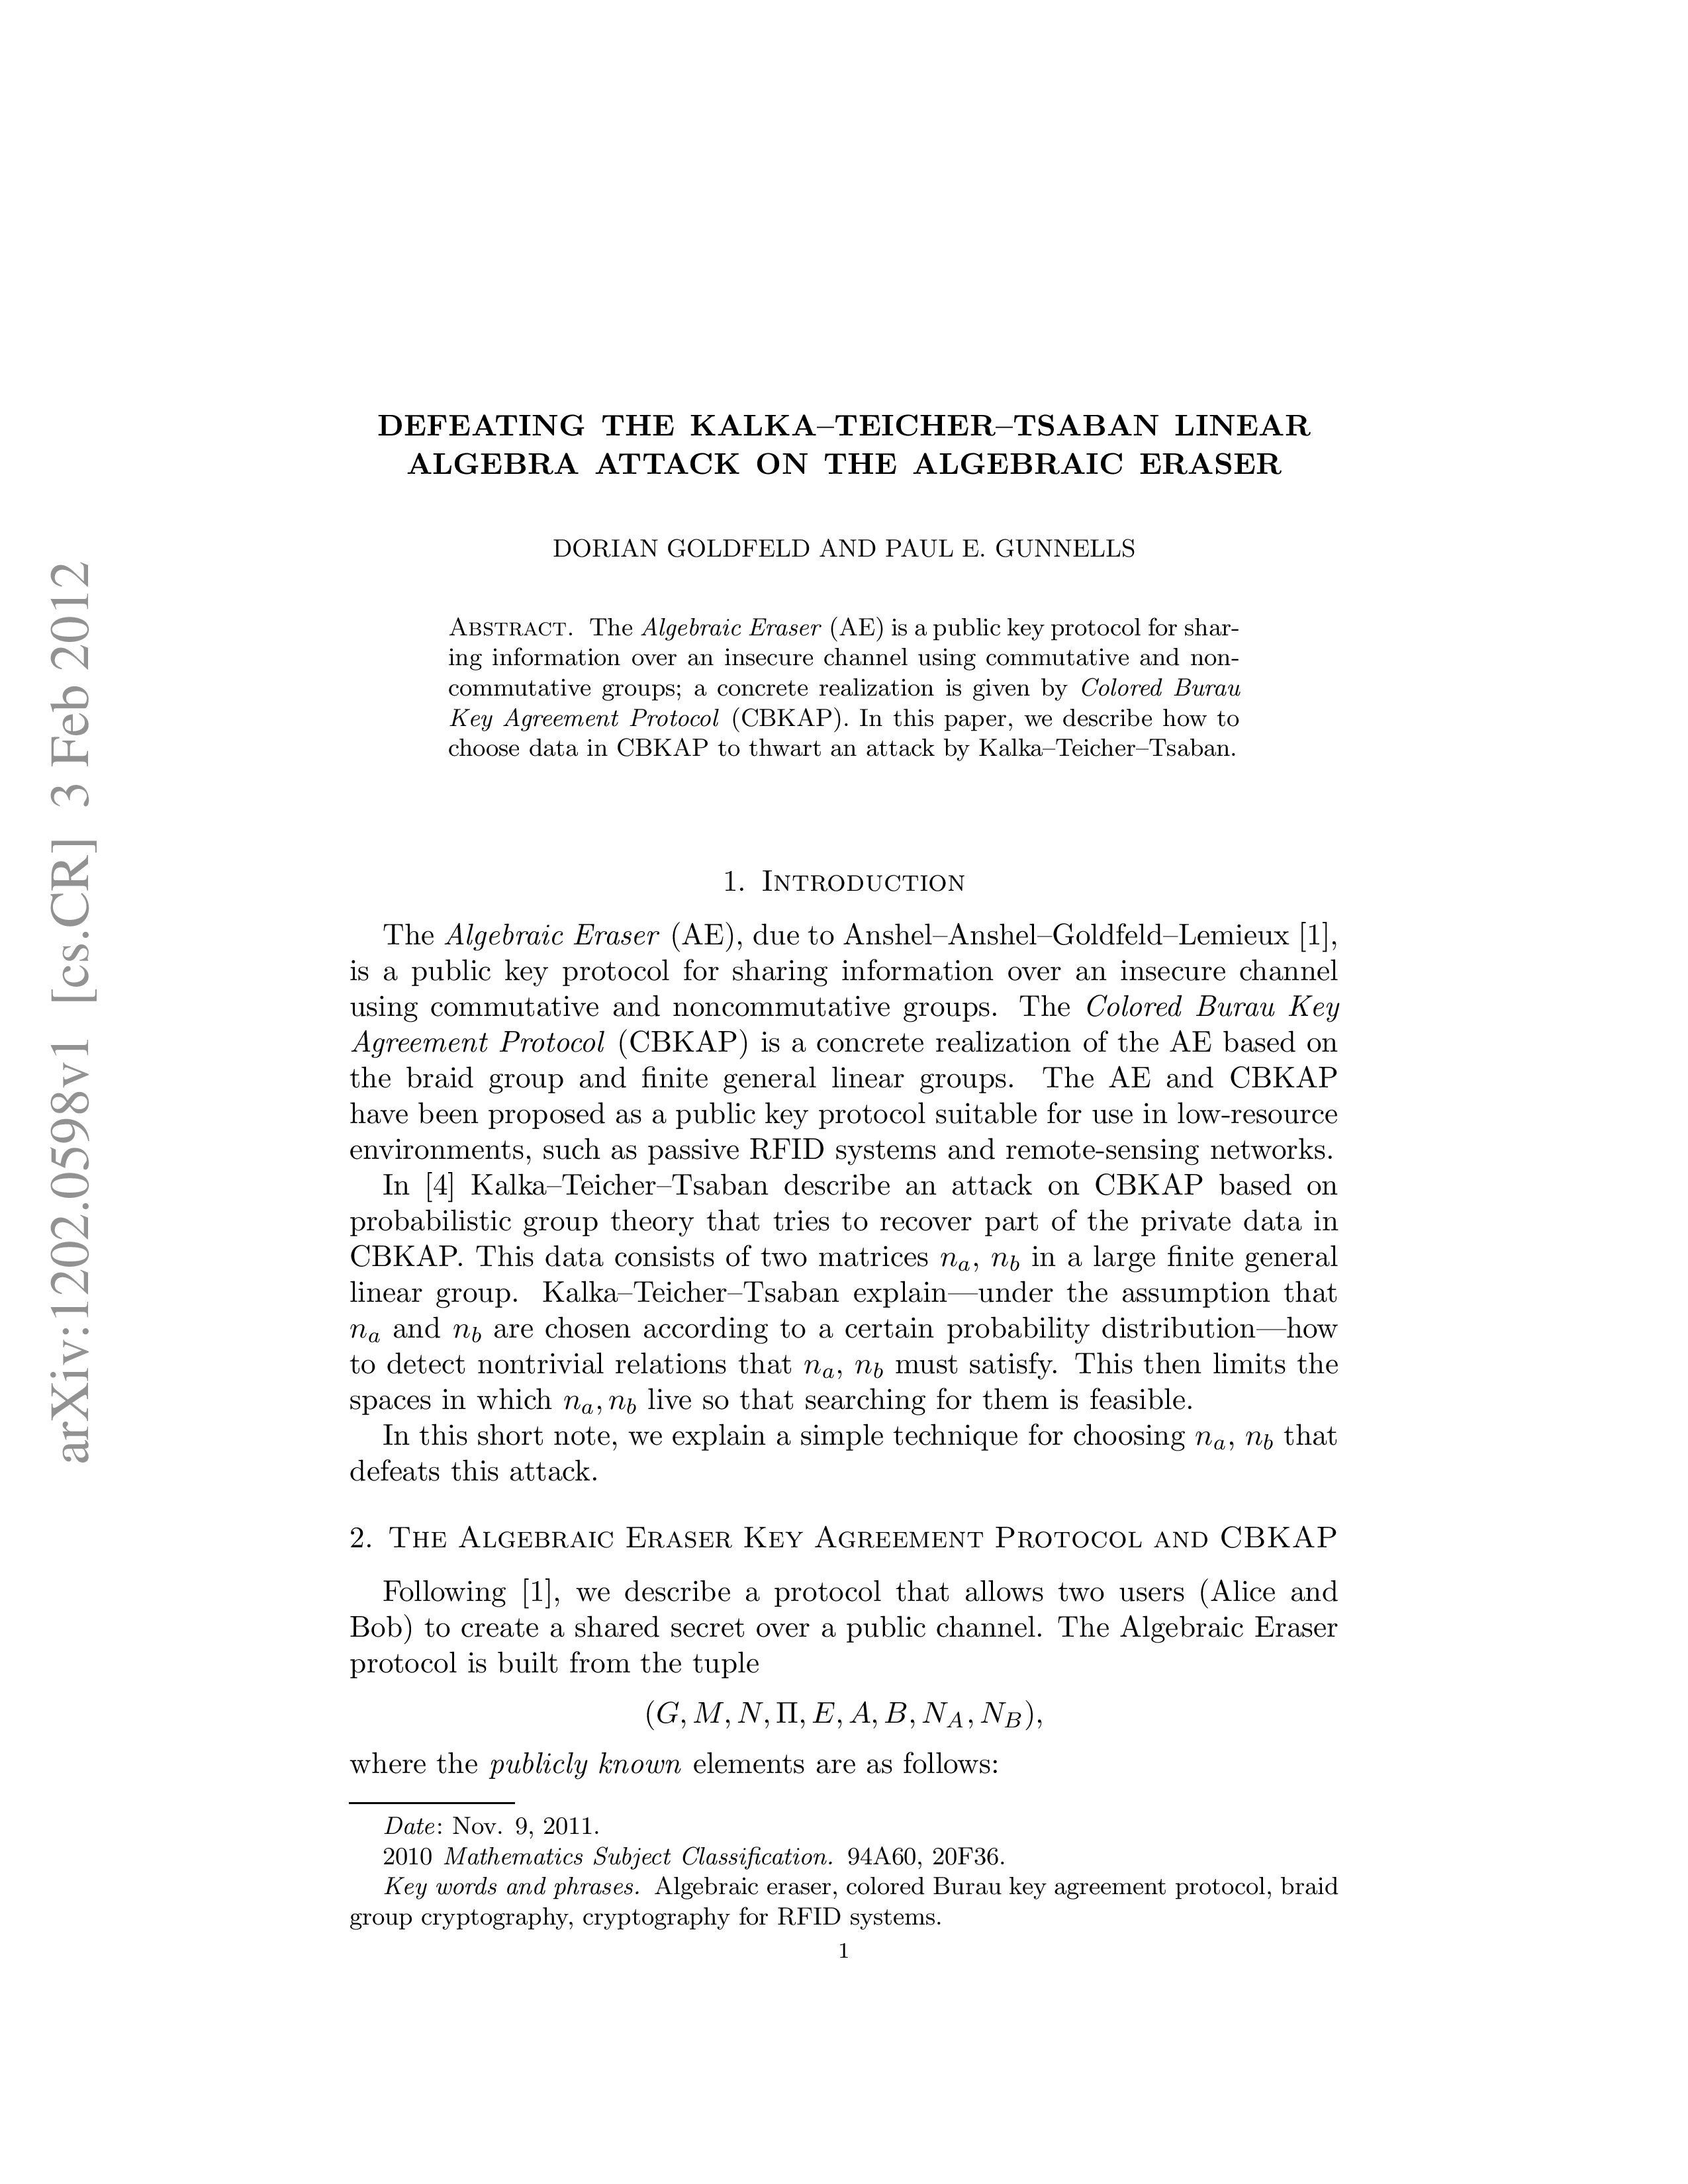 arXiv:1202.0598v1 [cs.CR] 3 Feb 2012
DEFEATING THE KALKA–TEICHER–TSABAN LINEAR
ALGEBRA ATTACK ON THE ALGEBRAIC ERASER
DORIAN GOLDFELD AND PAUL E. GUNNELLS
Abstract. The Algebraic Eraser (AE) is a public key protocol for shar-
ing information over an insecure channel using commutative and non-
commutative groups; a concrete realization is given by Colored Burau
Key Agreement Protocol (CBKAP). In this paper, we describe how to
choose data in CBKAP to thwart an attack by Kalka–Teicher–Tsaban.
1. Introduction
The Algebraic Eraser (AE), due to Anshel–Anshel–Goldfeld–Lemieux [1],
is a public key protocol for sharing information over an insecure channel
using commutative and noncommutative groups. The Colored Burau Key
Agreement Protocol (CBKAP) is a concrete realization of the AE based on
the braid group and finite general linear groups. The AE and CBKAP
have been proposed as a public key protocol suitable for use in low-resource
environments, such as passive RFID systems and remote-sensing networks.
In [4] Kalka–Teicher–Tsaban describe an attack on CBKAP based on
probabilistic group theory that tries to recover part of the private data in
CBKAP. This data consists of two matrices n_a, n_b in a large finite general
linear group. Kalka–Teicher–Tsaban explain—under the assumption that
n_a and n_b are chosen according to a certain probability distribution—how
to detect nontrivial relations that n_a, n_b must satisfy. This then limits the
spaces in which n_a, n_b live so that searching for them is feasible.
In this short note, we explain a simple technique for choosing n_a, n_b that
defeats this attack.
2. The Algebraic Eraser Key Agreement Protocol and CBKAP
Following [1], we describe a protocol that allows two users (Alice and
Bob) to create a shared secret over a public channel. The Algebraic Eraser
protocol is built from the tuple
(G, M, N, Π, E, A, B, N_A, N_B),
where the publicly known elements are as follows:
Date: Nov. 9, 2011.
2010 Mathematics Subject Classification. 94A60, 20F36.
Key words and phrases. Algebraic eraser, colored Burau key agreement protocol, braid
group cryptography, cryptography for RFID systems.
1